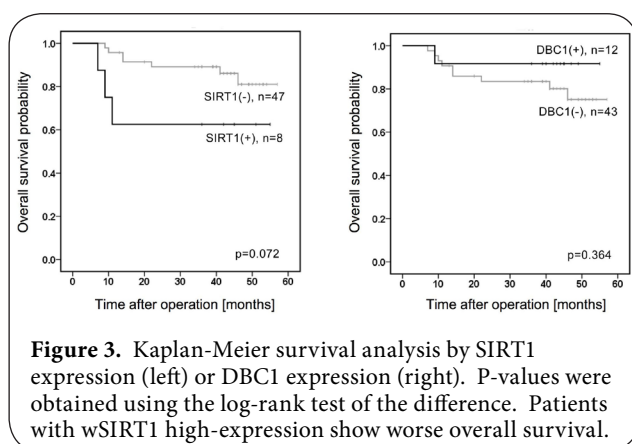 Overall survival probability
1.0
0.8
0.6
0.4
0.2
0.0
SIRT1(-), n=47
SIRT1(+), n=8
p=0.072
0 10 20 30 40 50 60
Time after operation [months]
Overall survival probability
1.0
0.8
0.6
0.4
0.2
0.0
DBC1(+), n=12
DBC1(-), n=43
p=0.364
0 10 20 30 40 50 60
Time after operation [months]
Figure 3. Kaplan-Meier survival analysis by SIRT1
expression (left) or DBC1 expression (right). P-values were
obtained using the log-rank test of the difference. Patients
with wSIRT1 high-expression show worse overall survival.